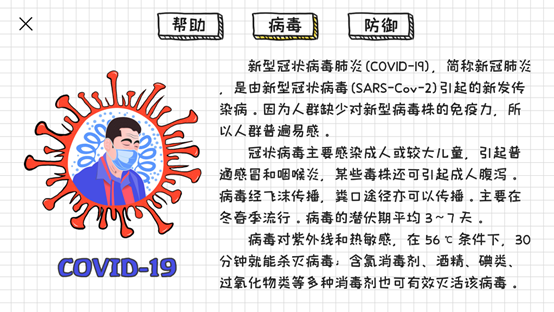 帮助 病毒 防御
新型冠状病毒肺炎(COVID-19)，简称新冠肺炎
，是由新型冠状病毒(SARS-Cov-2)引起的新发传
染病。因为人群缺少对新型病毒株的免疫力，所
以人群普遍易感。
冠状病毒主要感染成人或较大儿童，引起普
通感冒和咽喉炎，某些毒株还可引起成人腹泻。
病毒经飞沫传播，粪口途径亦可以传播。主要在
冬春季流行。病毒的潜伏期平均3~7天。
病毒对紫外线和热敏感，在56℃条件下，30
分钟就能杀灭病毒；含氯消毒剂、酒精、碘类、
过氧化物类等多种消毒剂也可有效灭活该病毒。
COVID-19